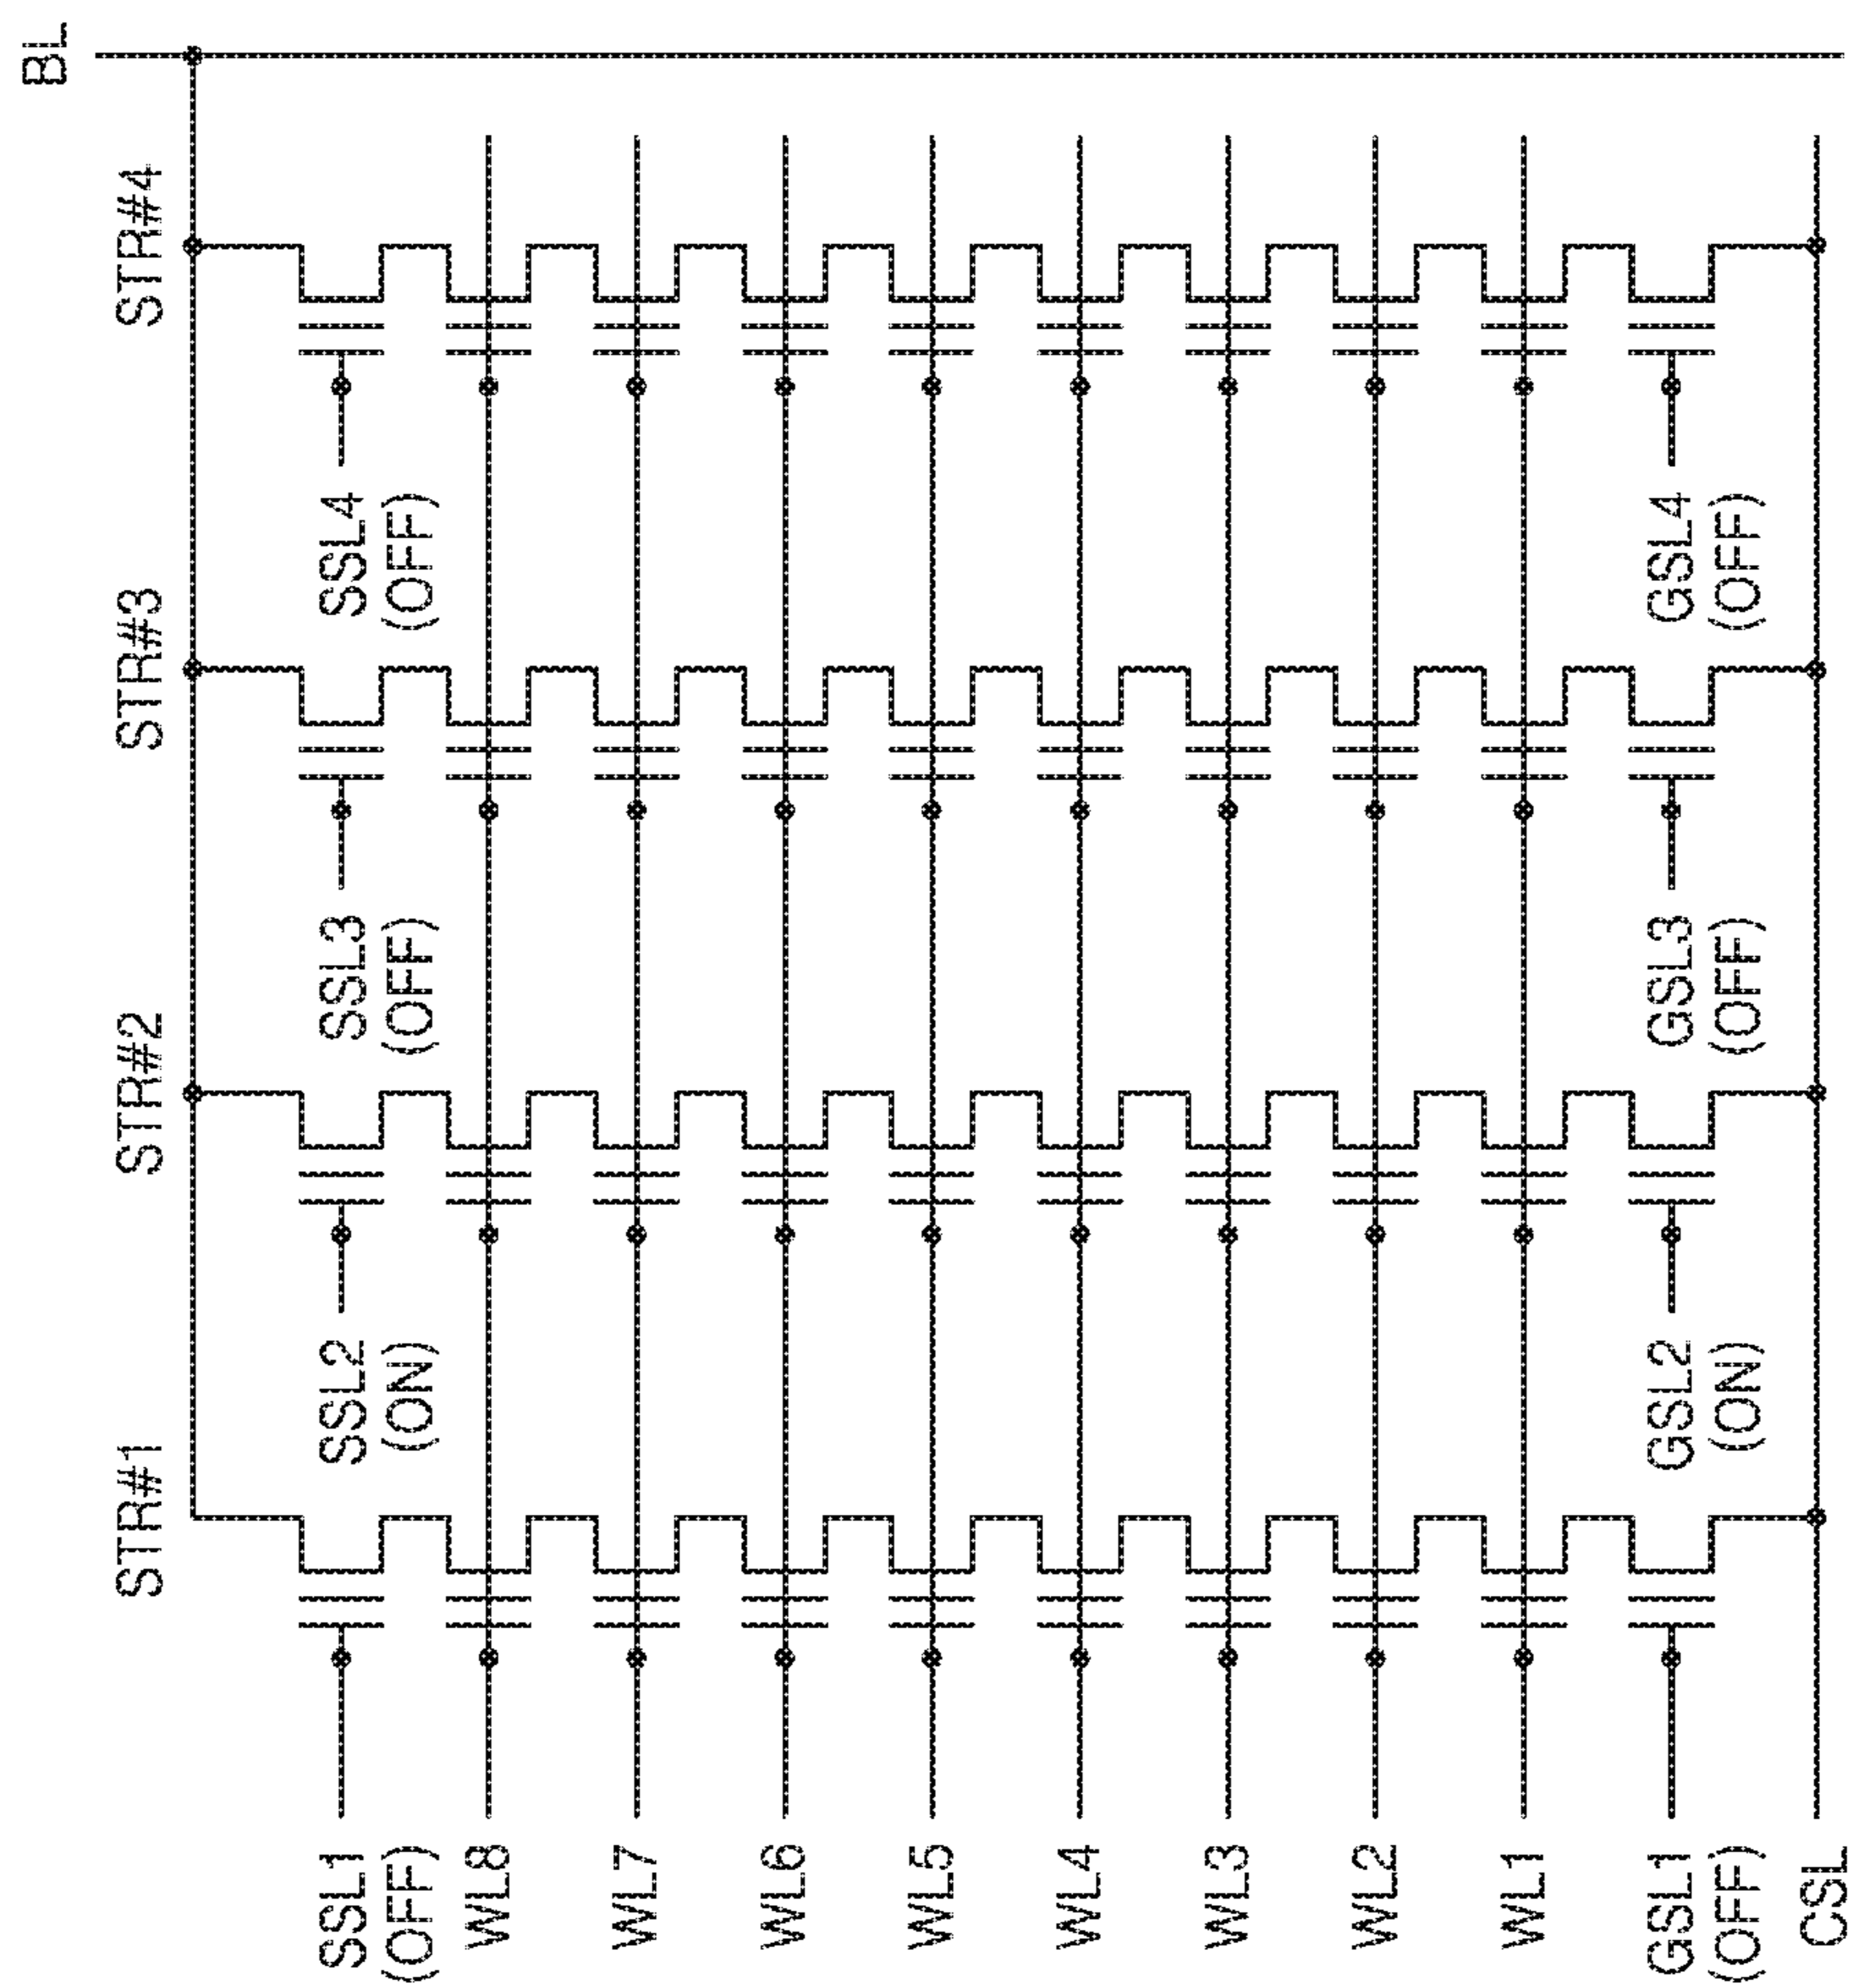 BL
STR#1
STR#2
STR#3
STR#4
SSL1
(OFF)
SSL2
(ON)
SSL3
(OFF)
SSL4
(OFF)
WL8
WL7
WL6
WL5
WL4
WL3
WL2
WL1
GSL1
(OFF)
GSL2
(ON)
GSL3
(OFF)
GSL4
(OFF)
CSL